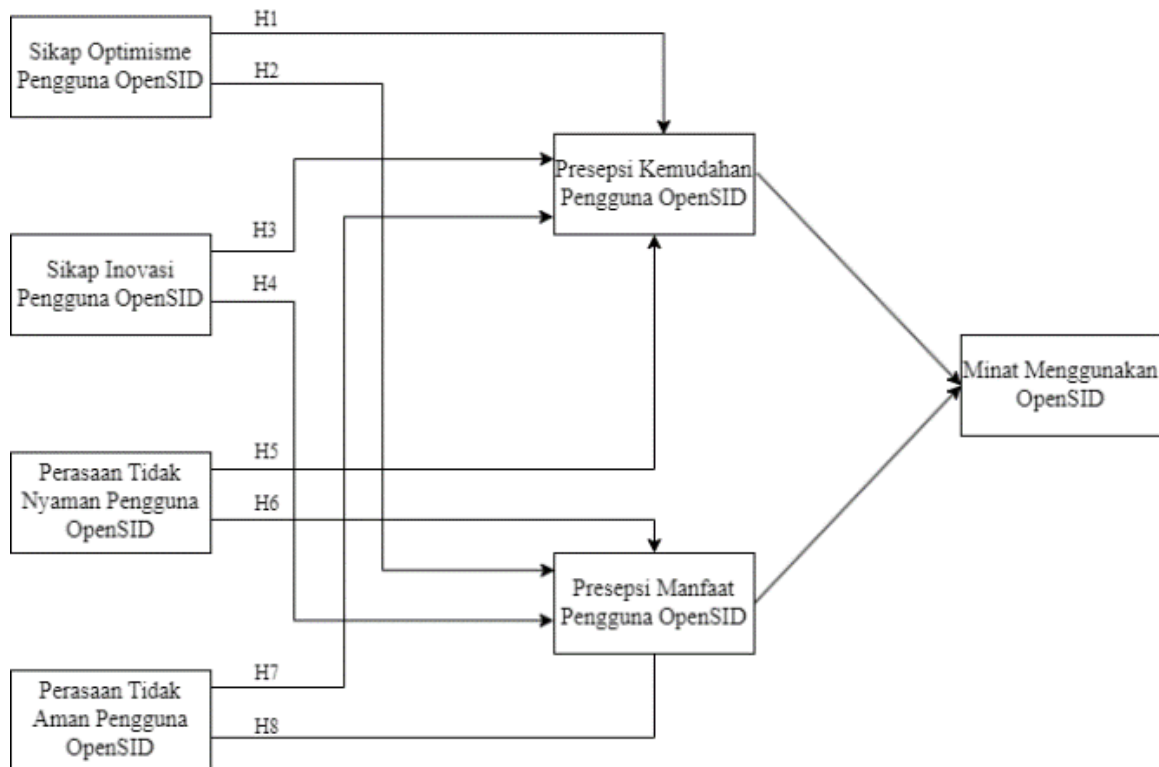 H1
Sikap Optimisme
Pengguna OpenSID
H2
Presepsi Kemudahan
Pengguna OpenSID
H3
Sikap Inovasi
Pengguna OpenSID
H4
Minat Menggunakan
OpenSID
H5
Perasaan Tidak
Nyaman Pengguna
OpenSID
H6
Presepsi Manfaat
Pengguna OpenSID
H7
Perasaan Tidak
Aman Pengguna
OpenSID
H8